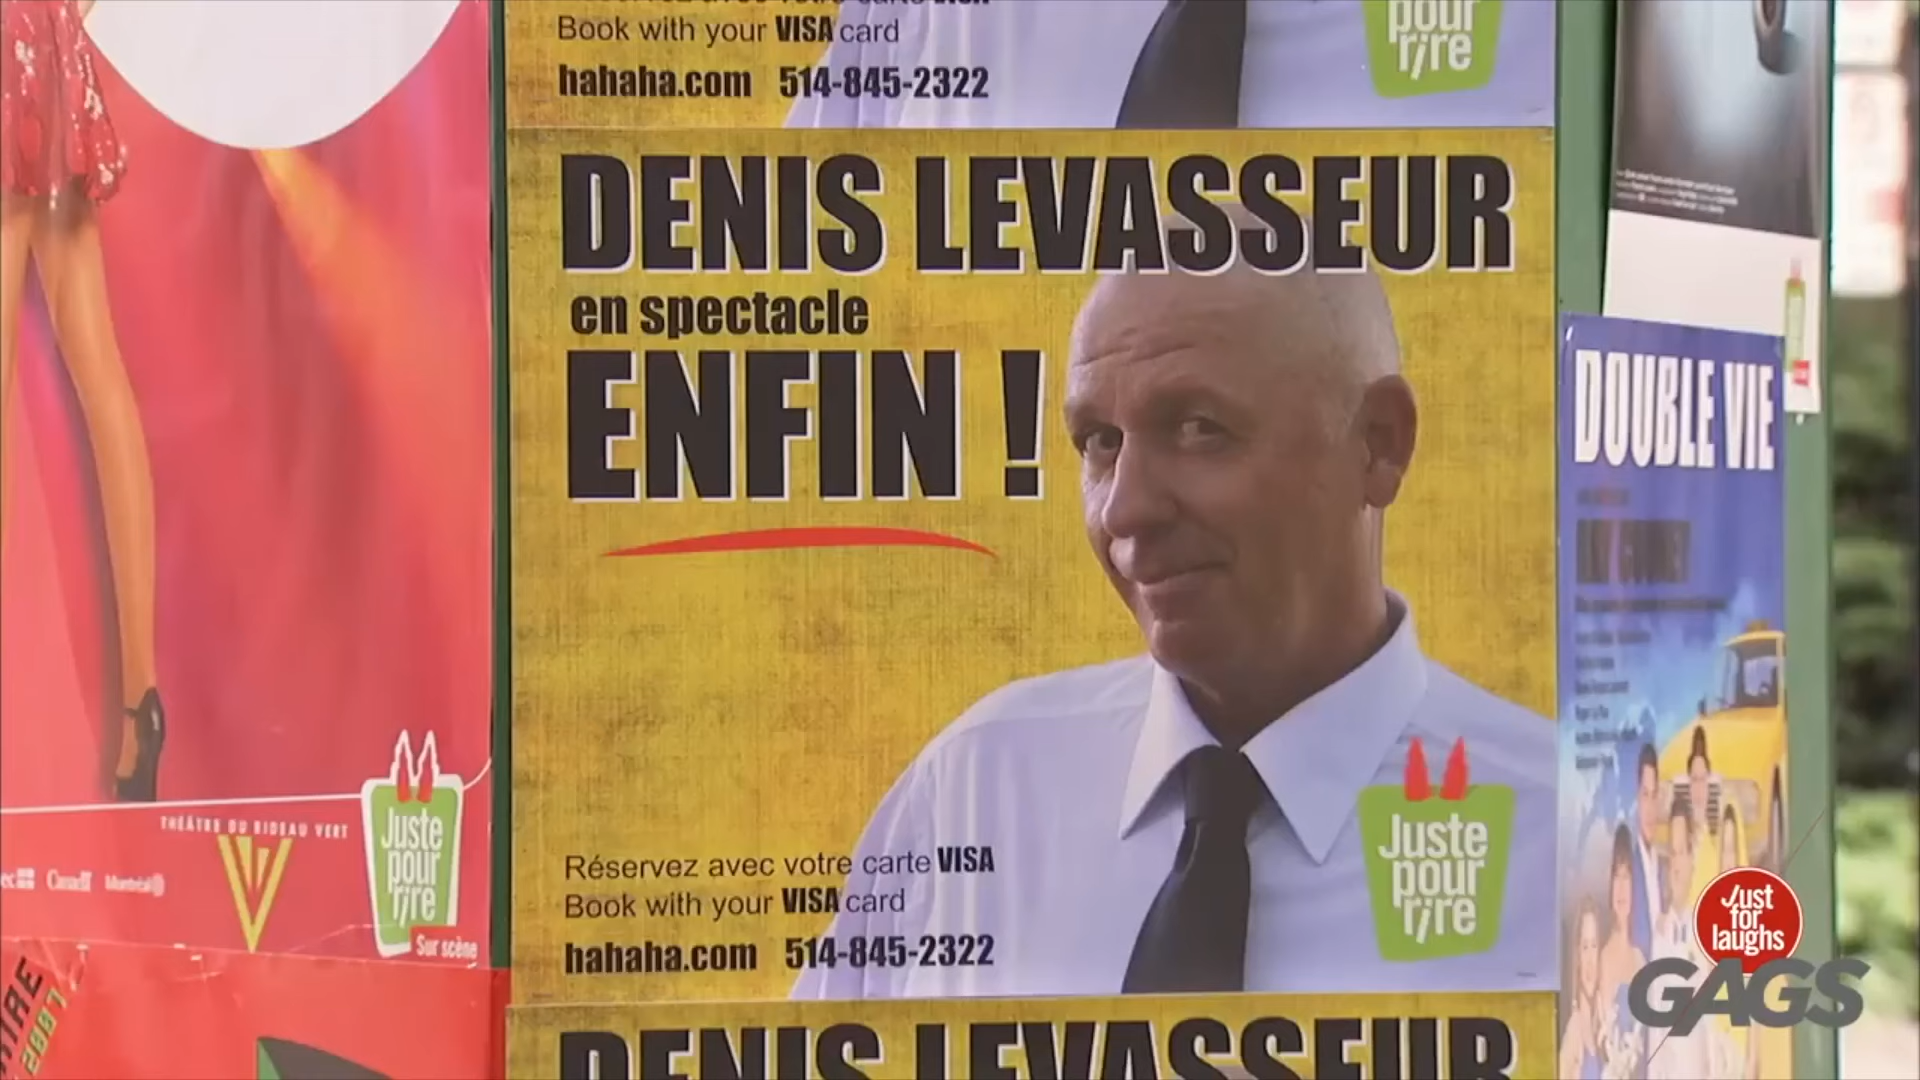 Book with your VISA card
hahaha.com 514-845-2322
pour
rire
DENIS LEVASSEUR
en spectacle
ENFIN !
Réservez avec votre carte VISA
Book with your VISA card
hahaha.com 514-845-2322
Juste
pour
rire
DENIS LEVASSEUR
THÉÂTRE DU RIDEAU VERT
Canada
Montréal
Juste
pour
rire
Sur scène
2007
DOUBLE VIE
Just
for
laughs
GAGS